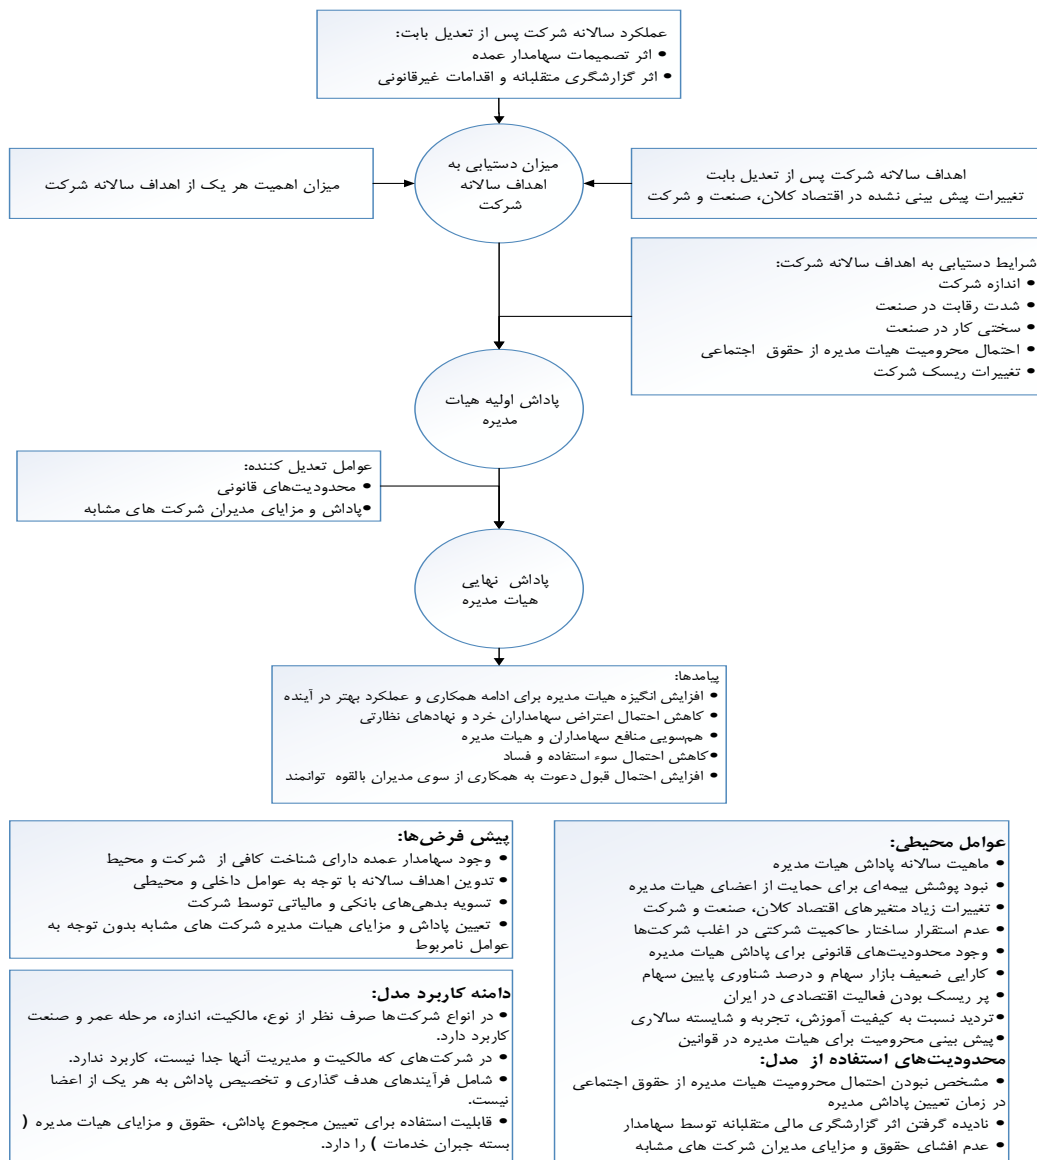 عملکرد سالانه شرکت پس از تعدیل بابت:
• اثر تصمیمات سهامدار عمده
• اثر گزارشگری متقلبانه و اقدامات غیرقانونی
میزان دستیابی به
اهداف سالانه
شرکت
اهداف سالانه شرکت پس از تعدیل بابت
تغییرات پیش بینی نشده در اقتصاد کلان، صنعت و شرکت
میزان اهمیت هر یک از اهداف سالانه شرکت
شرایط دستیابی به اهداف سالانه شرکت:
• اندازه شرکت
• شدت رقابت در صنعت
• سختی کار در صنعت
• احتمال محرومیت هیات مدیره از حقوق اجتماعی
• تغییرات ریسک شرکت
پاداش اولیه هیات
مدیره
عوامل تعدیل کننده:
• محدودیت‌های قانونی
•پاداش و مزایای مدیران شرکت های مشابه
پاداش نهایی
هیات مدیره
پیامدها:
• افزایش انگیزه هیات مدیره برای ادامه همکاری و عملکرد بهتر در آینده
• کاهش احتمال اعتراض سهامداران خرد و نهادهای نظارتی
• هم‌سویی منافع سهامداران و هیات مدیره
•کاهش احتمال سوء استفاده و فساد
• افزایش احتمال قبول دعوت به همکاری از سوی مدیران بالقوه توانمند
عوامل محیطی:
• ماهیت سالانه پاداش هیات مدیره
• نبود پوشش بیمه‌ای برای حمایت از اعضای هیات مدیره
• تغییرات زیاد متغیرهای اقتصاد کلان، صنعت و شرکت
• عدم استقرار ساختار حاکمیت شرکتی در اغلب شرکت‌ها
• وجود محدودیت‌های قانونی برای پاداش هیات مدیره
• کارایی ضعیف بازار سهام و درصد شناوری پایین سهام
• پر ریسک بودن فعالیت اقتصادی در ایران
•تردید نسبت به کیفیت آموزش، تجربه و شایسته سالاری
•پیش بینی محرومیت برای هیات مدیره در قوانین
محدودیت‌های استفاده از مدل:
• مشخص نبودن احتمال محرومیت هیات مدیره از حقوق اجتماعی
در زمان تعیین پاداش مدیره
• نادیده گرفتن اثر گزارشگری مالی متقلبانه توسط سهامدار
• عدم افشای حقوق و مزایای مدیران شرکت های مشابه
پیش فرض‌ها:
• وجود سهامدار عمده دارای شناخت کافی از شرکت و محیط
• تدوین اهداف سالانه با توجه به عوامل داخلی و محیطی
• تسویه بدهی‌های بانکی و مالیاتی توسط شرکت
• تعیین پاداش و مزایای هیات مدیره شرکت های مشابه بدون توجه به
عوامل نامربوط
دامنه کاربرد مدل:
• در انواع شرکت‌ها صرف نظر از نوع، مالکیت، اندازه، مرحله عمر و صنعت
کاربرد دارد.
• در شرکت‌های که مالکیت و مدیریت آنها جدا نیست، کاربرد ندارد.
• شامل فرآیندهای هدف گذاری و تخصیص پاداش به هر یک از اعضا
نیست.
• قابلیت استفاده برای تعیین مجموع پاداش، حقوق و مزایای هیات مدیره (
بسته جبران خدمات ) را دارد.